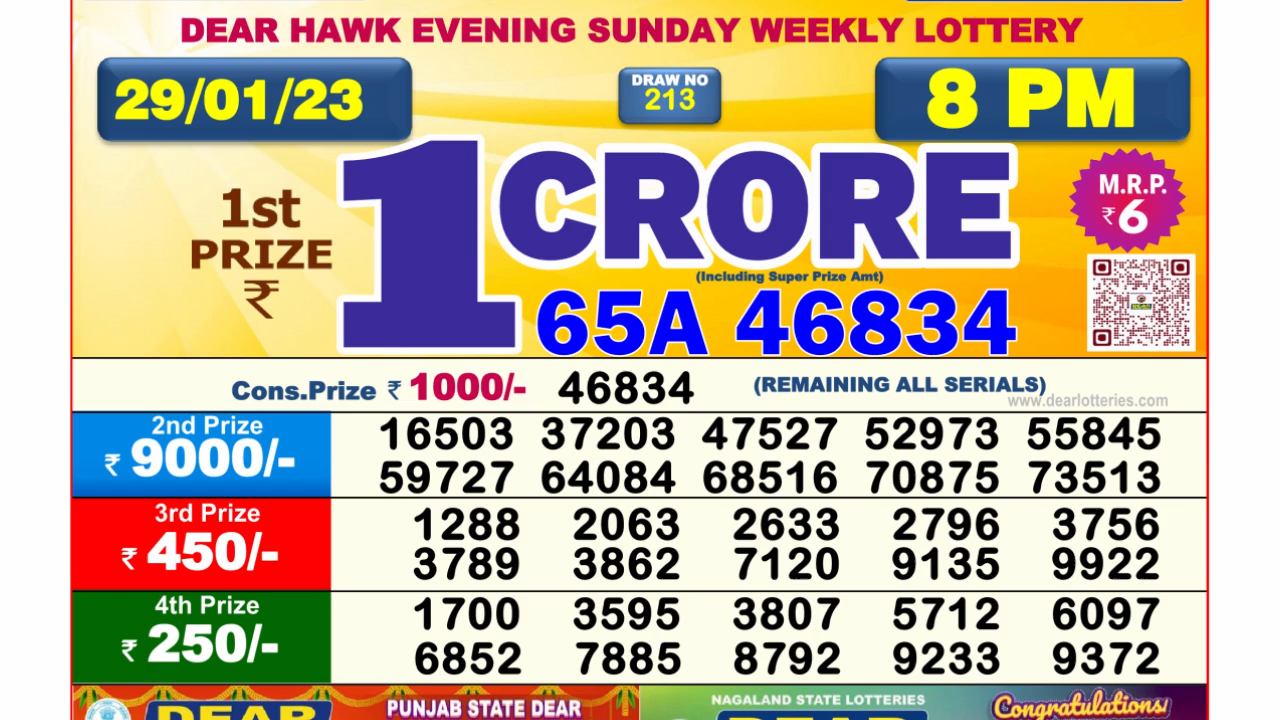 DEAR HAWK EVENING SUNDAY WEEKLY LOTTERY
29/01/23
DRAW NO
213
8 PM
1st
PRIZE
₹
1 CRORE
(Including Super Prize Amt)
65A 46834
M.R.P.
₹6
Cons.Prize ₹ 1000/- 46834 (REMAINING ALL SERIALS)
www.dearlotteries.com
2nd Prize
₹ 9000/-
16503 37203 47527 52973 55845
59727 64084 68516 70875 73513
3rd Prize
₹ 450/-
1288 2063 2633 2796 3756
3789 3862 7120 9135 9922
4th Prize
₹ 250/-
1700 3595 3807 5712 6097
6852 7885 8792 9233 9372
PUNJAB STATE DEAR
DEAR
NAGALAND STATE LOTTERIES
DEAR
Congratulations!